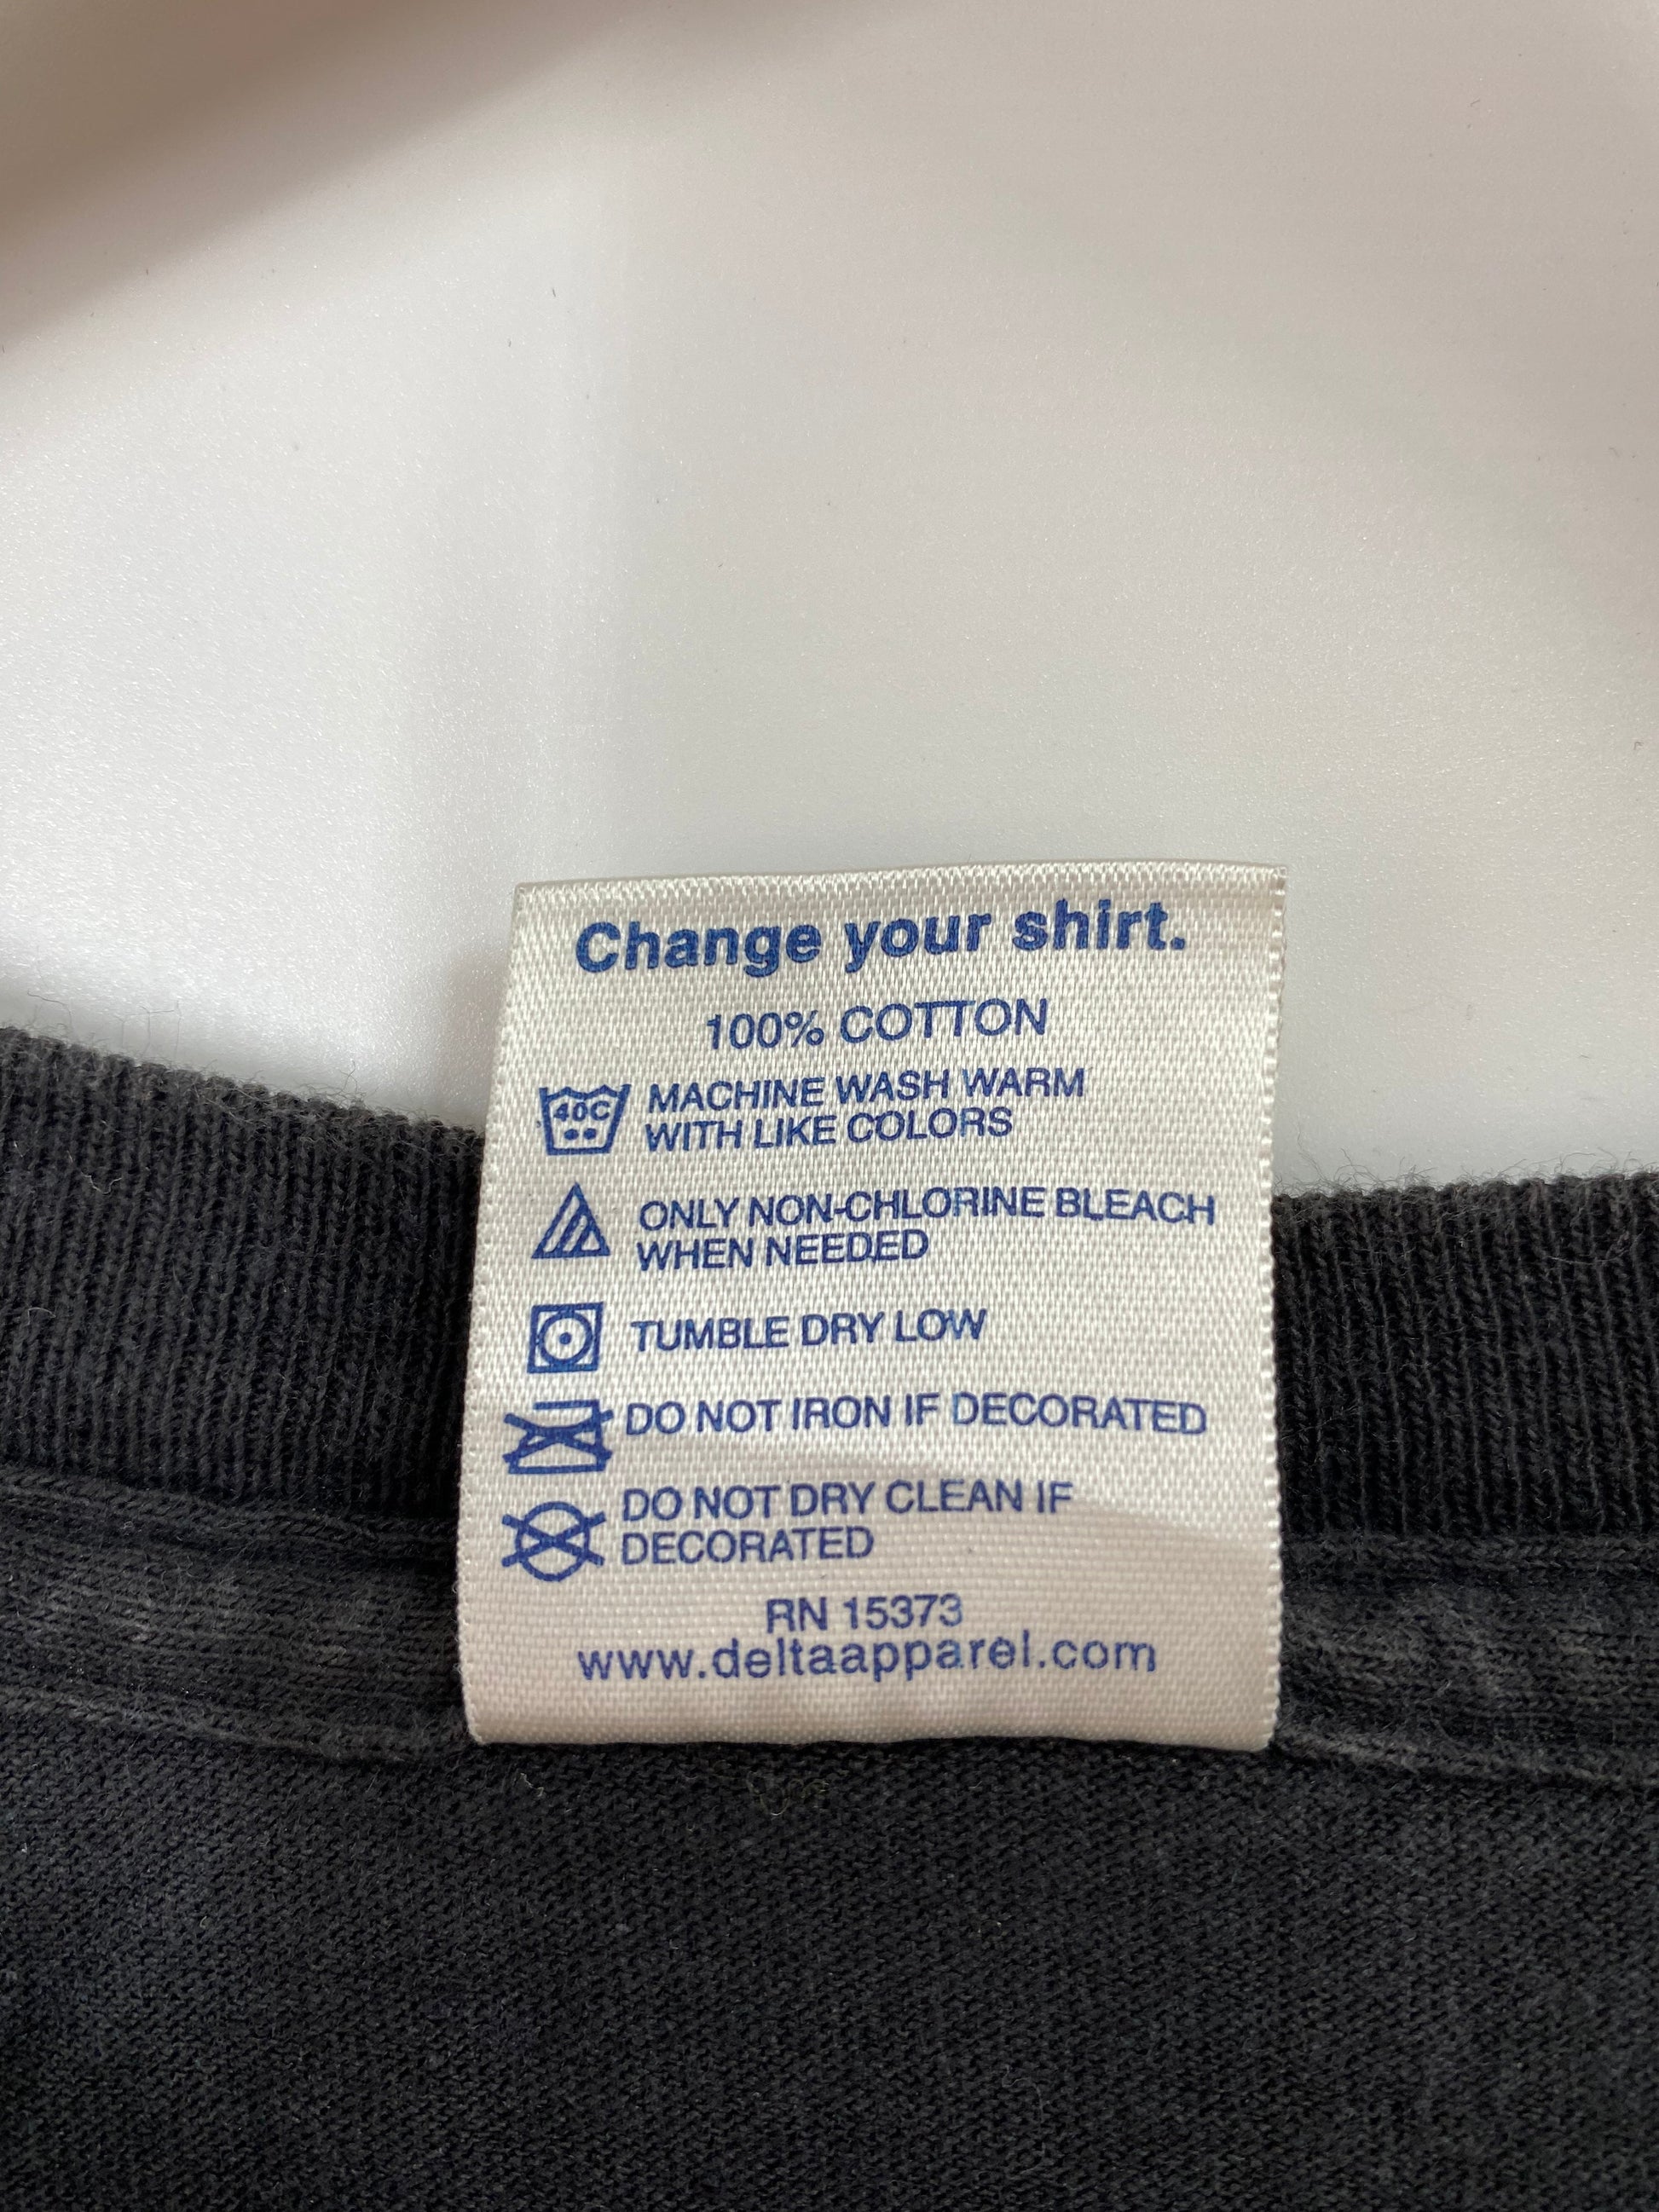 Change your shirt.
100% COTTON
40C
MACHINE WASH WARM
WITH LIKE COLORS
ONLY NON-CHLORINE BLEACH
WHEN NEEDED
TUMBLE DRY LOW
DO NOT IRON IF DECORATED
DO NOT DRY CLEAN IF
DECORATED
RN 15373
www.deltaapparel.com